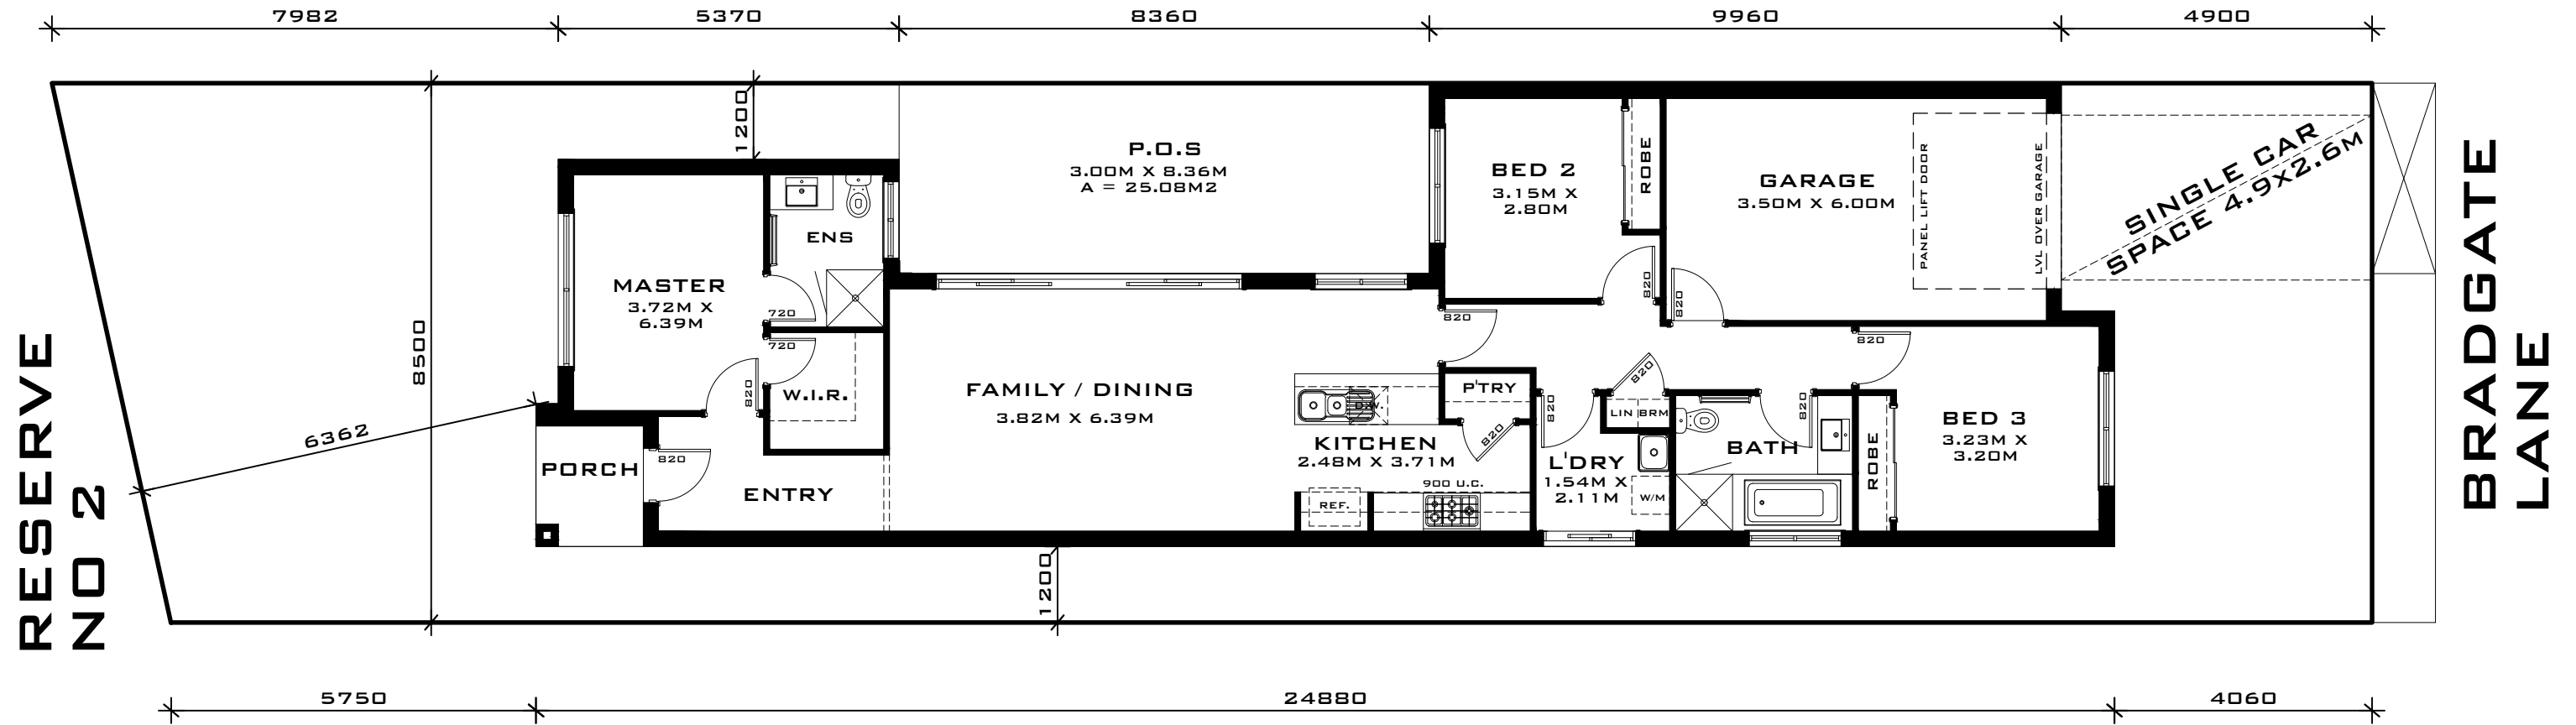 7982
5370
8360
9960
4900
1200
8500
6362
RESERVE
NO 2
MASTER
3.72M X
6.39M
ENS
720
720
820
W.I.R.
PORCH
820
ENTRY
P.O.S
3.00M X 8.36M
A = 25.08M2
FAMILY / DINING
3.82M X 6.39M
1200
KITCHEN
2.48M X 3.71M
D.W.
REF.
900 U.C.
P'TRY
820
820
BED 2
3.15M X
2.80M
ROBE
820
820
GARAGE
3.50M X 6.00M
PANEL LIFT DOOR
LVL OVER GARAGE
SINGLE CAR
SPACE 4.9X2.6M
L'DRY
1.54M X
2.11M
820
820
LIN
BRM
W/M
BATH
820
820
ROBE
BED 3
3.23M X
3.20M
BRADGATE
LANE
5750
24880
4060